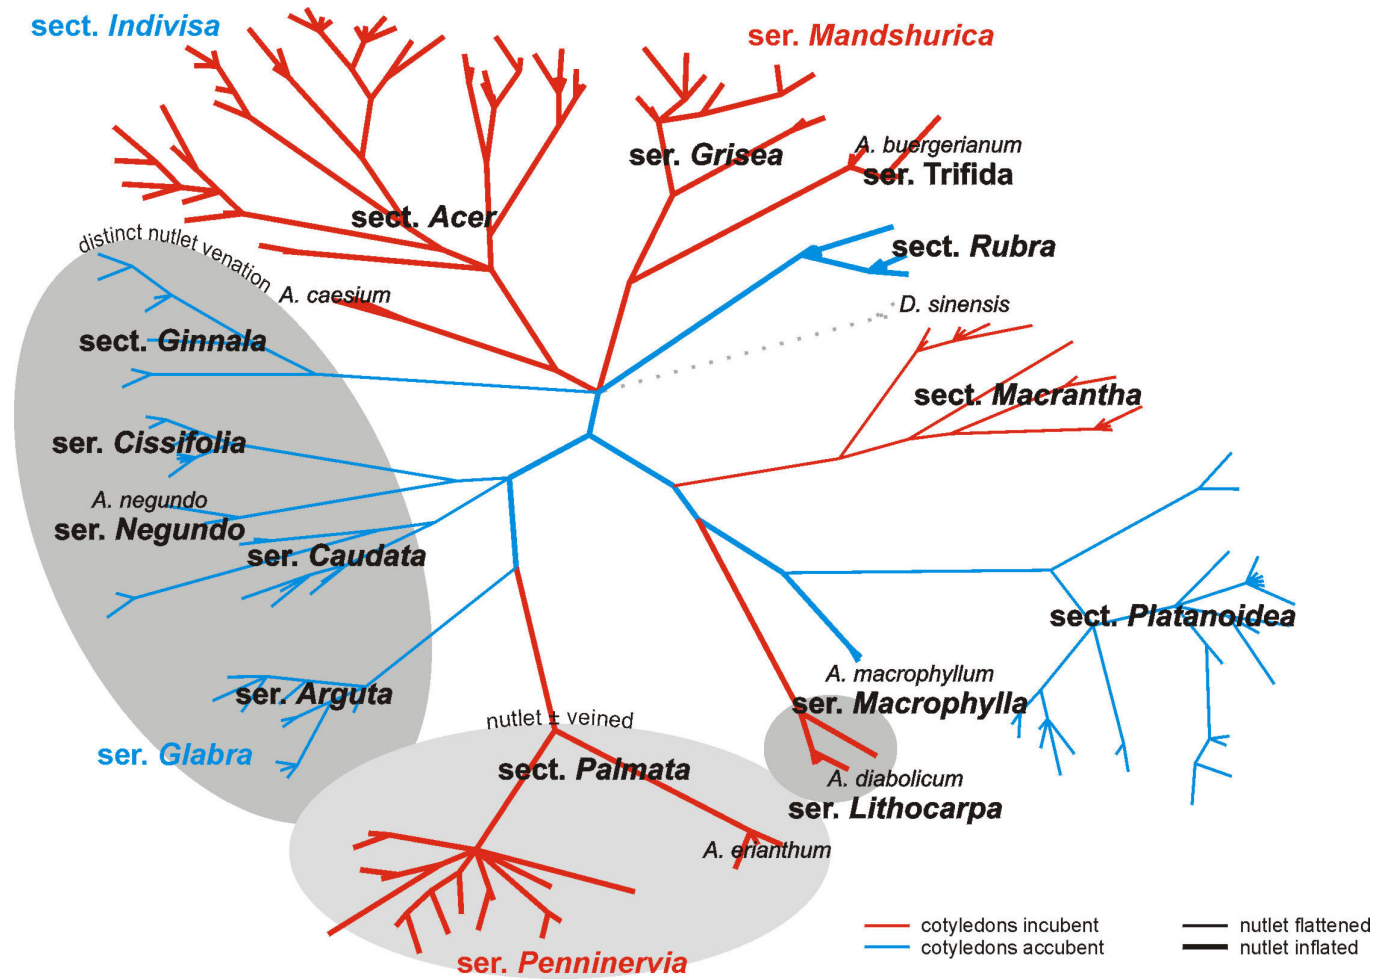 sect. Indivisa
ser. Mandshurica
A. buergerianum
ser. Grisea
ser. Trifida
sect. Acer
distinct nutlet venation
sect. Rubra
A. caesium
D. sinensis
sect. Ginnala
sect. Macrantha
ser. Cissifolia
A. negundo
ser. Negundo
ser. Caudata
sect. Platanoidea
A. macrophyllum
ser. Arguta
ser. Macrophylla
nutlet ± veined
ser. Glabra
sect. Palmata
A. diabolicum
ser. Lithocarpa
A. erianthum
ser. Penninervia
cotyledons incubent
nutlet flattened
cotyledons accubent
nutlet inflated